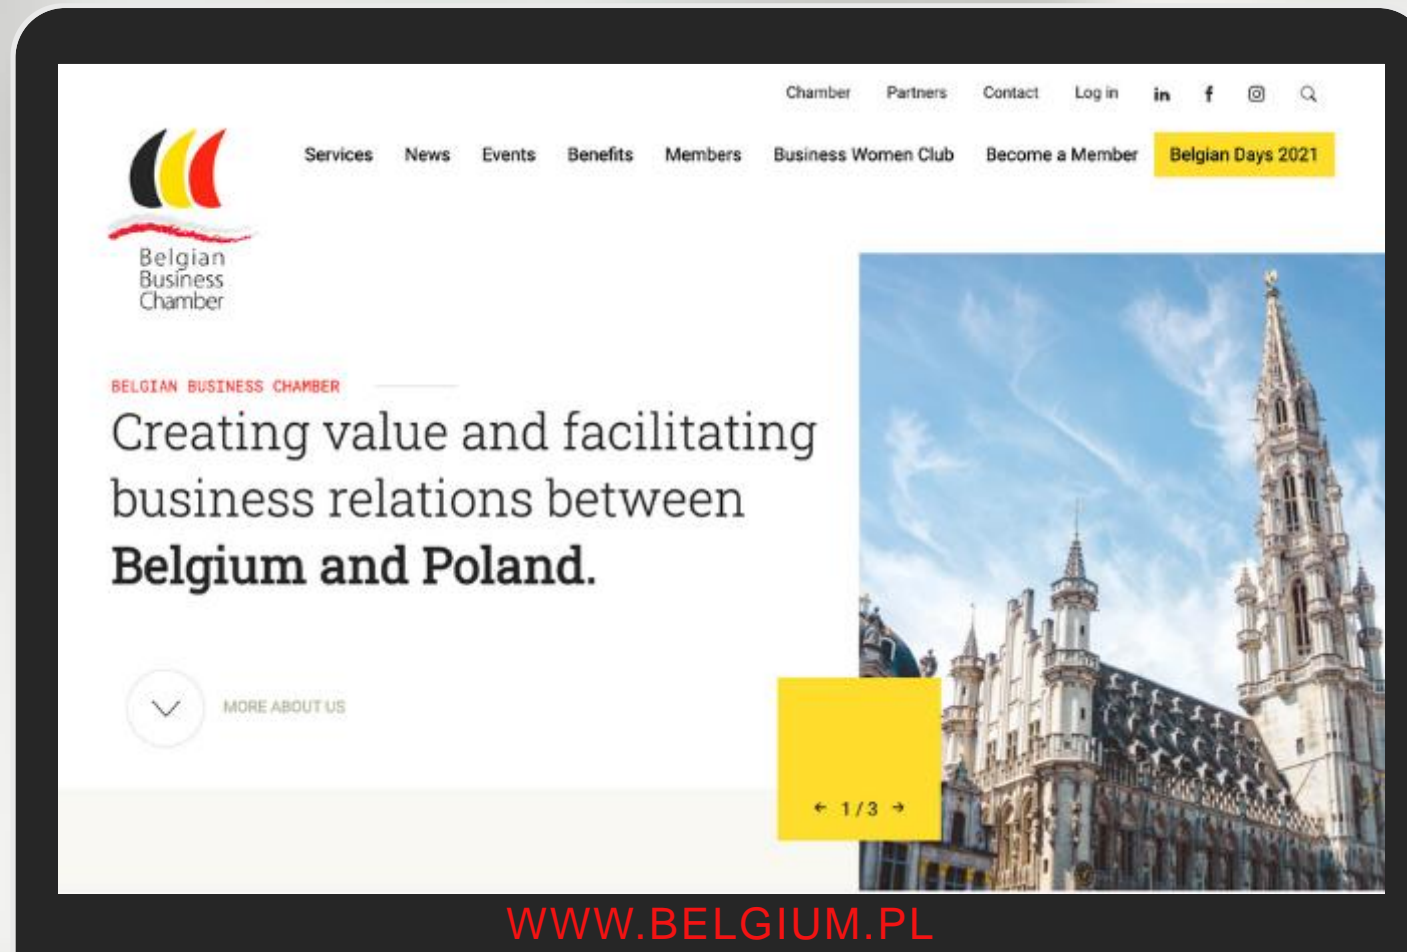 Chamber Partners Contact Log in
Services News Events Benefits Members Business Women Club Become a Member Belgian Days 2021
Belgian
Business
Chamber
BELGIAN BUSINESS CHAMBER
Creating value and facilitating
business relations between
Belgium and Poland.
MORE ABOUT US
← 1/3 →
WWW.BELGIUM.PL